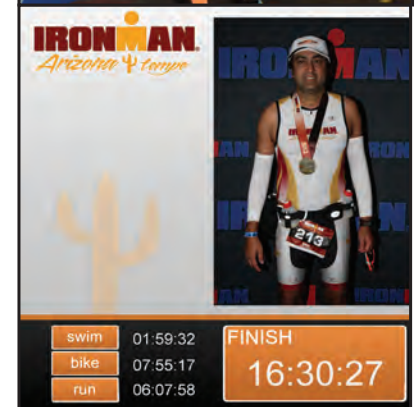 IRONMAN
Arizona tempe
IRONMAN
IRONMAN
213
swim 01:59:32
bike 07:55:17
run 06:07:58
FINISH
16:30:27